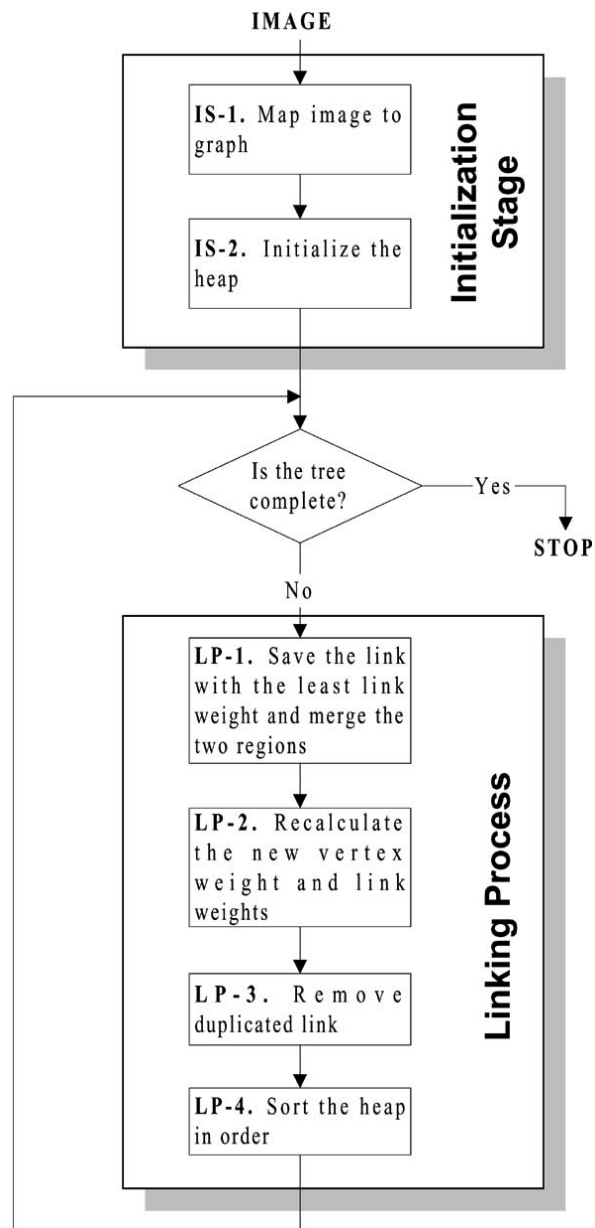 IMAGE
IS-1. Map image to
graph
IS-2. Initialize the
heap
Initialization
Stage
Is the tree
complete?
Yes
STOP
No
LP-1. Save the link
with the least link
weight and merge the
two regions
LP-2. Recalculate
the new vertex
weight and link
weights
LP-3. Remove
duplicated link
LP-4. Sort the heap
in order
Linking Process